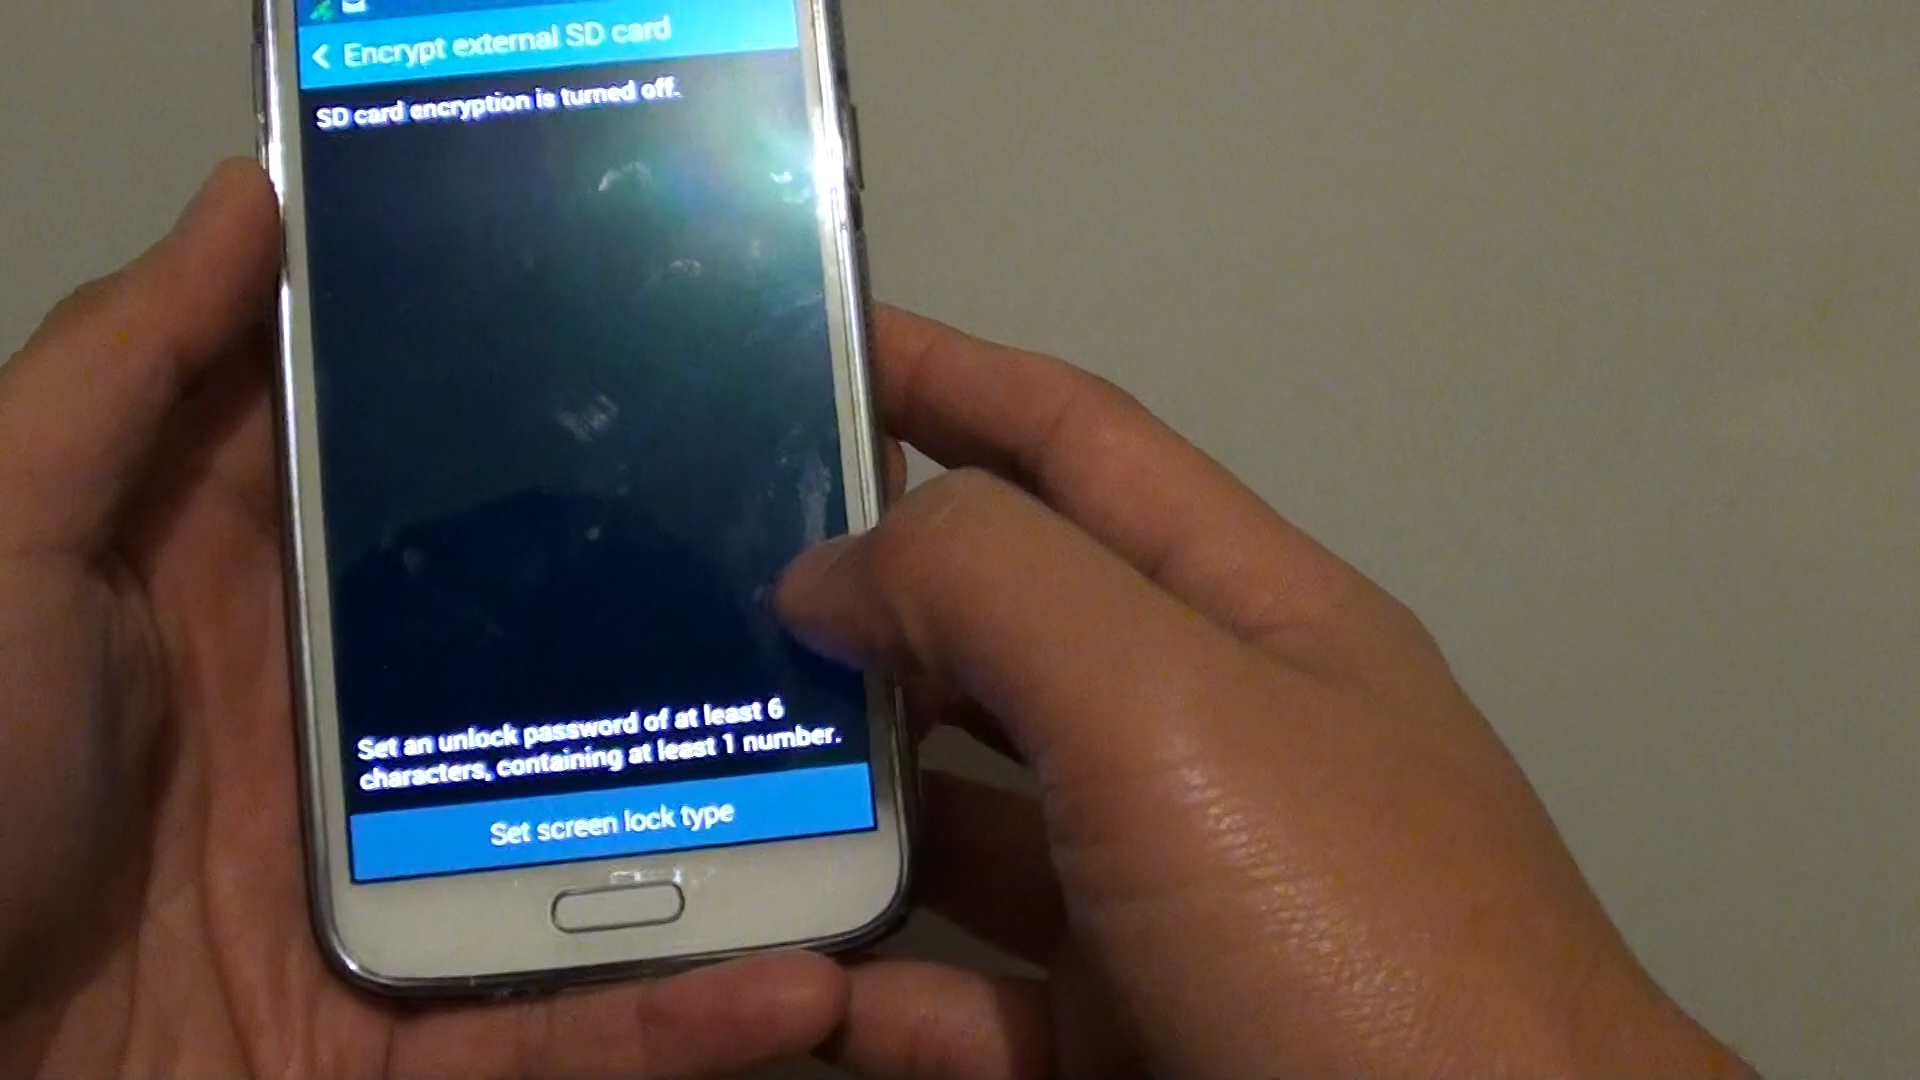 Encrypt external SD card
SD card encryption is turned off.
Set an unlock password of at least 6
characters, containing at least 1 number.
Set screen lock type